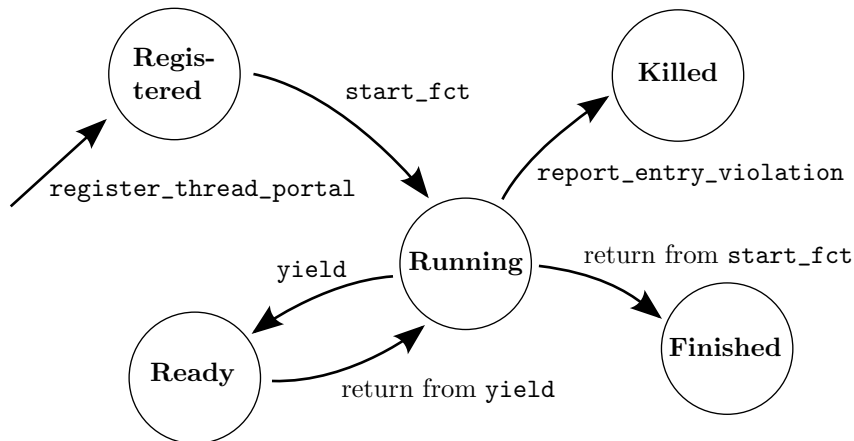 Regis-
tered
Killed
start_fct
register_thread_portal
report_entry_violation
Running
return from start_fct
yield
Finished
Ready
return from yield